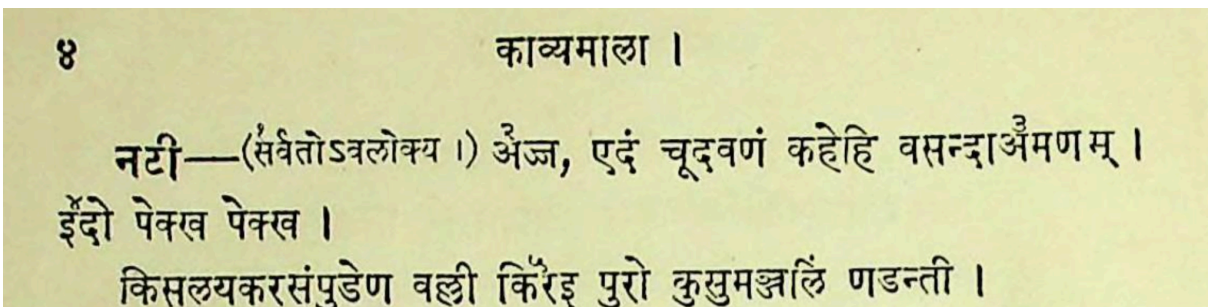 ४ काव्यमाला ।
नटी—(सर्वतोऽवलोक्य ।) अज्ज, एदं चूदवणं कहेहि वसन्दाअमणम् ।
इदो पेक्ख पेक्ख ।
किसलयकरसंपुडेण वल्ली किरइ पुरो कुसुमञ्जलिं णडन्ती ।